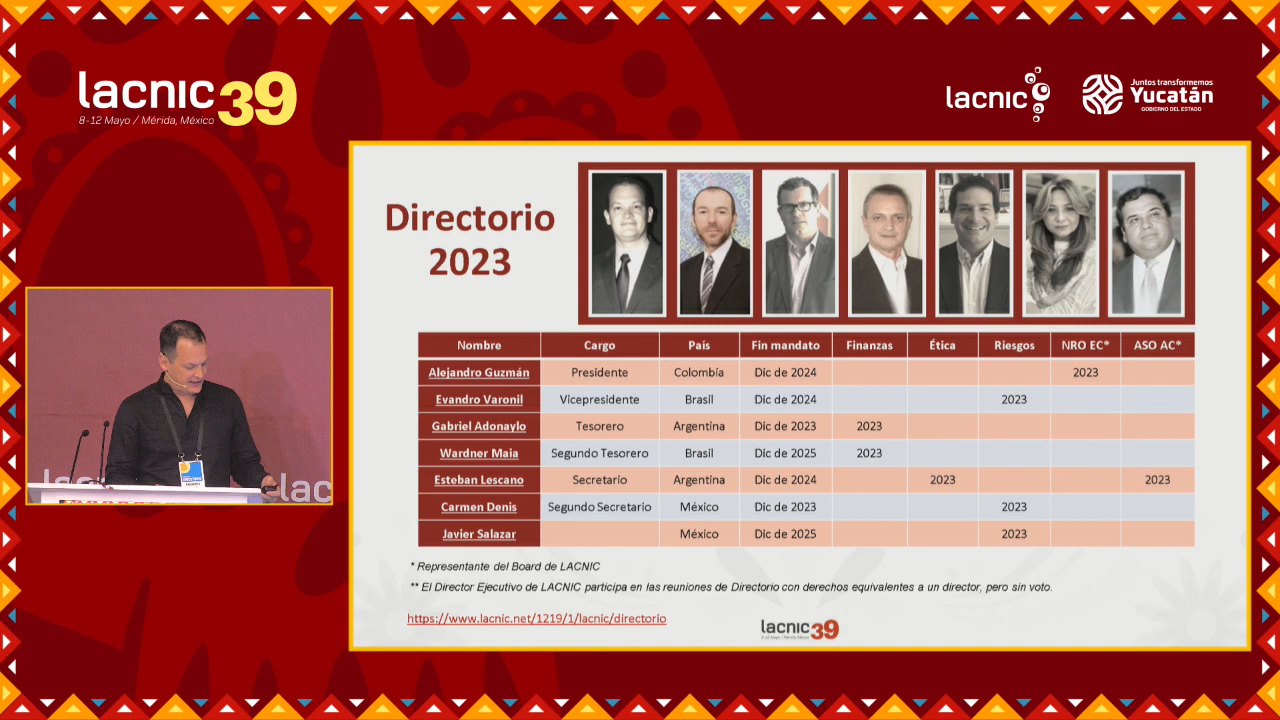 lacnic39
8-12 Mayo / Mérida, México
lacnic
Juntos transformemos
Yucatán
GOBIERNO DEL ESTADO
Directorio
2023
Nombre Cargo País Fin mandato Finanzas Ética Riesgos NRO EC* ASO AC*
Alejandro Guzmán Presidente Colombia Dic de 2024 2023
Evandro Varonil Vicepresidente Brasil Dic de 2024 2023
Gabriel Adonaylo Tesorero Argentina Dic de 2023 2023
Wardner Maia Segundo Tesorero Brasil Dic de 2025 2023
Esteban Lescano Secretario Argentina Dic de 2024 2023 2023
Carmen Denis Segundo Secretario México Dic de 2023 2023
Javier Salazar México Dic de 2025 2023
* Representante del Board de LACNIC
** El Director Ejecutivo de LACNIC participa en las reuniones de Directorio con derechos equivalentes a un director, pero sin voto.
https://www.lacnic.net/1219/1/lacnic/directorio
lacnic39
8-12 Mayo / Mérida, México
lac